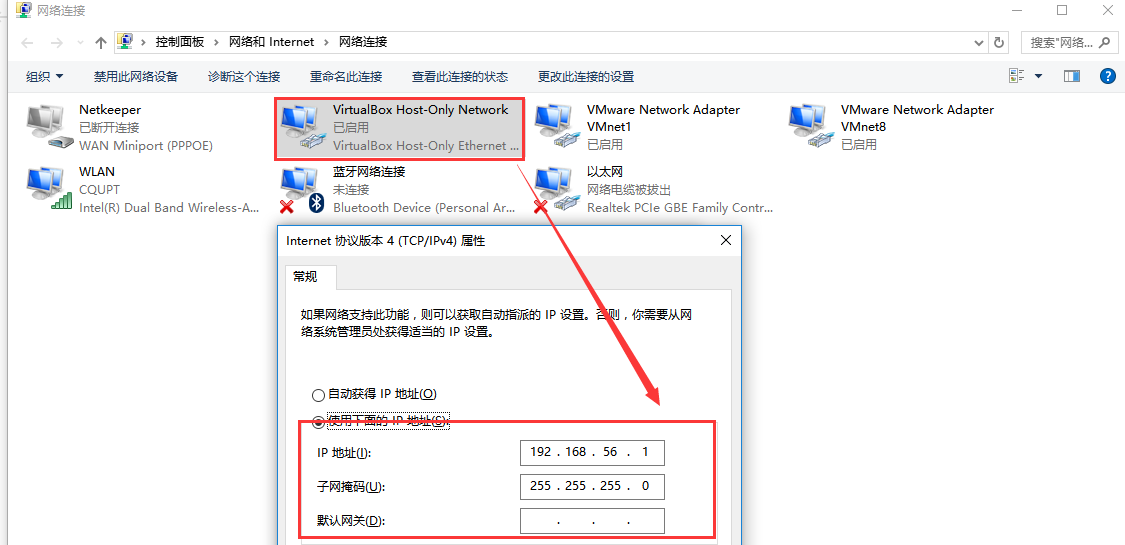 网络连接
控制面板 › 网络和 Internet › 网络连接
搜索"网络...
组织 禁用此网络设备 诊断这个连接 重命名此连接 查看此连接的状态 更改此连接的设置
Netkeeper
已断开连接
WAN Miniport (PPPOE)
VirtualBox Host-Only Network
已启用
VirtualBox Host-Only Ethernet ...
VMware Network Adapter
VMnet1
已启用
VMware Network Adapter
VMnet8
已启用
WLAN
CQUPT
Intel(R) Dual Band Wireless-A...
蓝牙网络连接
未连接
Bluetooth Device (Personal Ar...
以太网
网络电缆被拔出
Realtek PCIe GBE Family Contr...
Internet 协议版本 4 (TCP/IPv4) 属性
常规
如果网络支持此功能，则可以获取自动指派的 IP 设置。否则，你需要从网
络系统管理员处获得适当的 IP 设置。
自动获得 IP 地址(O)
使用下面的 IP 地址(S):
IP 地址(I): 192 . 168 . 56 . 1
子网掩码(U): 255 . 255 . 255 . 0
默认网关(D): . . .